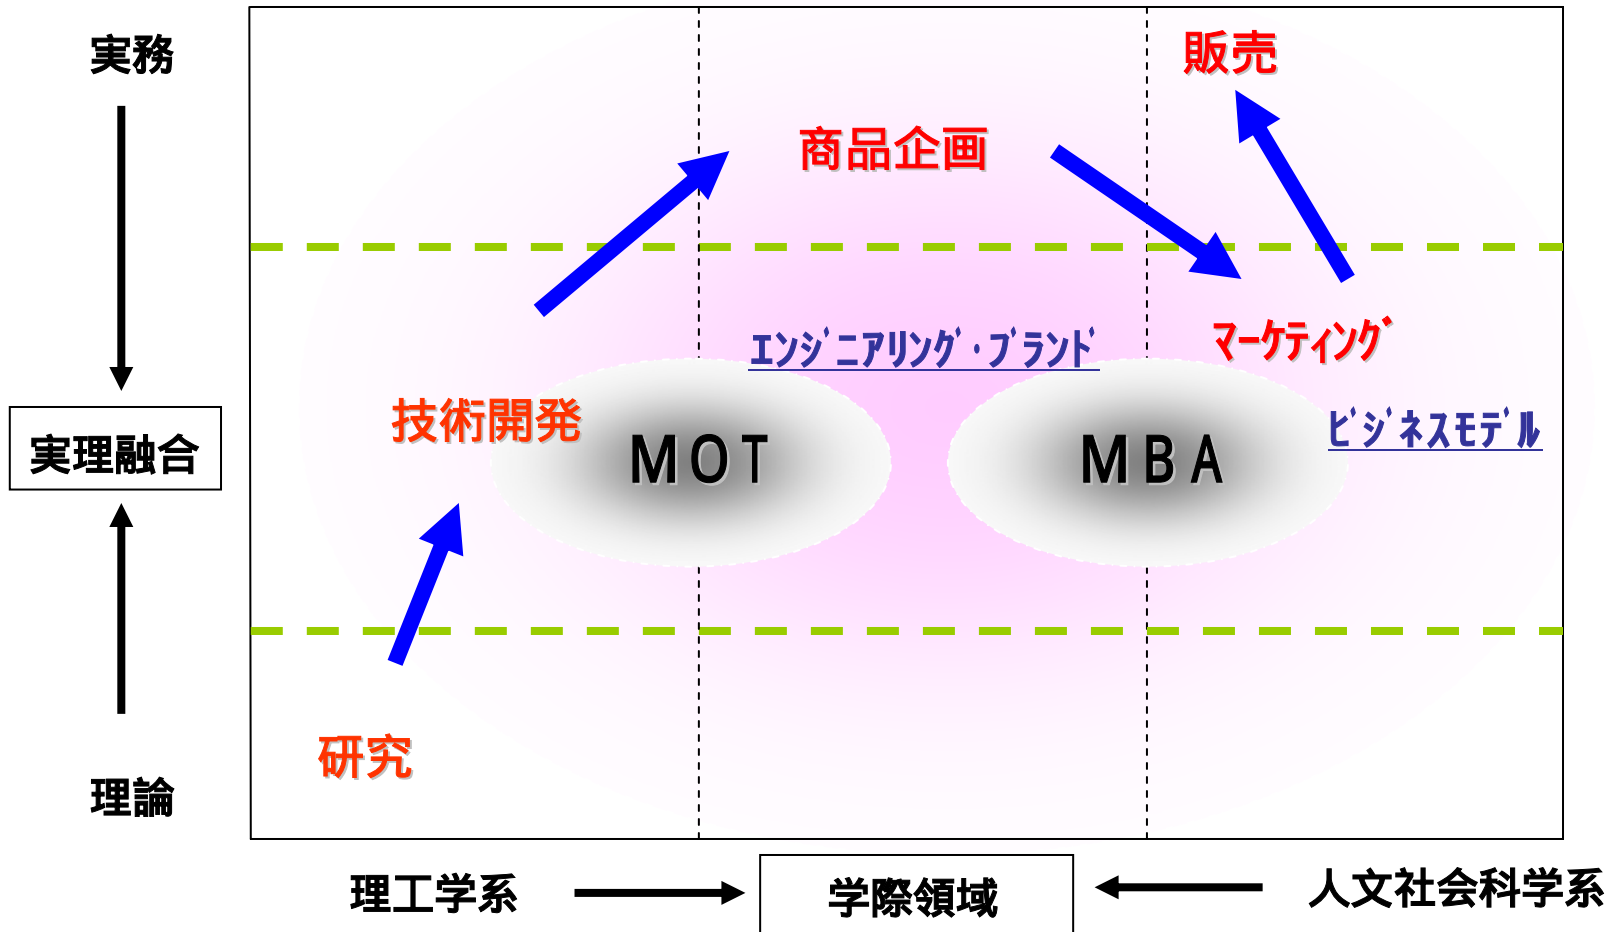 実務
販売
商品企画
ｴﾝｼﾞﾆｱﾘﾝｸﾞ･ﾌﾞﾗﾝﾄﾞ
ﾏｰｹﾃｨﾝｸﾞ
技術開発
ＭＯＴ
ＭＢＡ
ﾋﾞｼﾞﾈｽﾓﾃﾞﾙ
実理融合
研究
理論
理工学系
学際領域
人文社会科学系